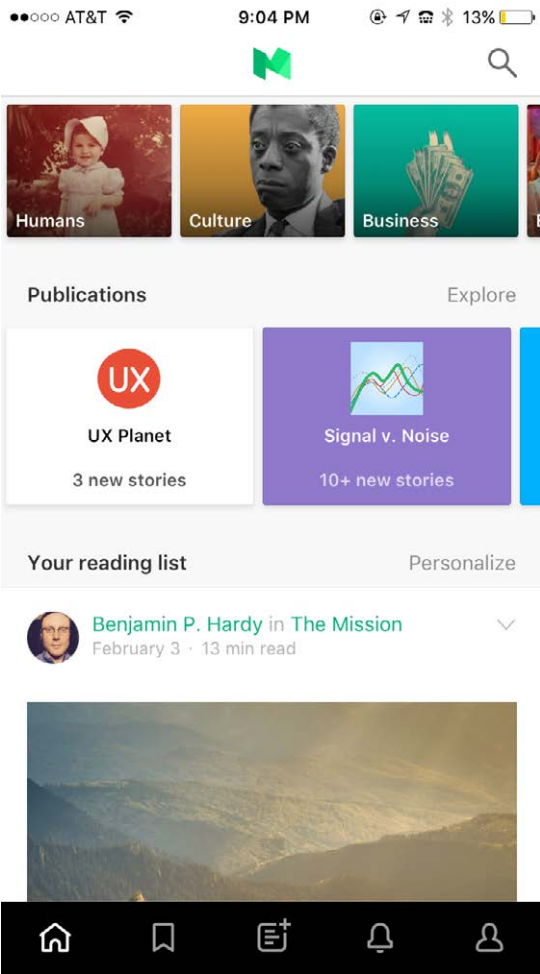 AT&T 9:04 PM 13%
Humans Culture Business
Publications Explore
UX
UX Planet Signal v. Noise
3 new stories 10+ new stories
Your reading list Personalize
Benjamin P. Hardy in The Mission
February 3 · 13 min read